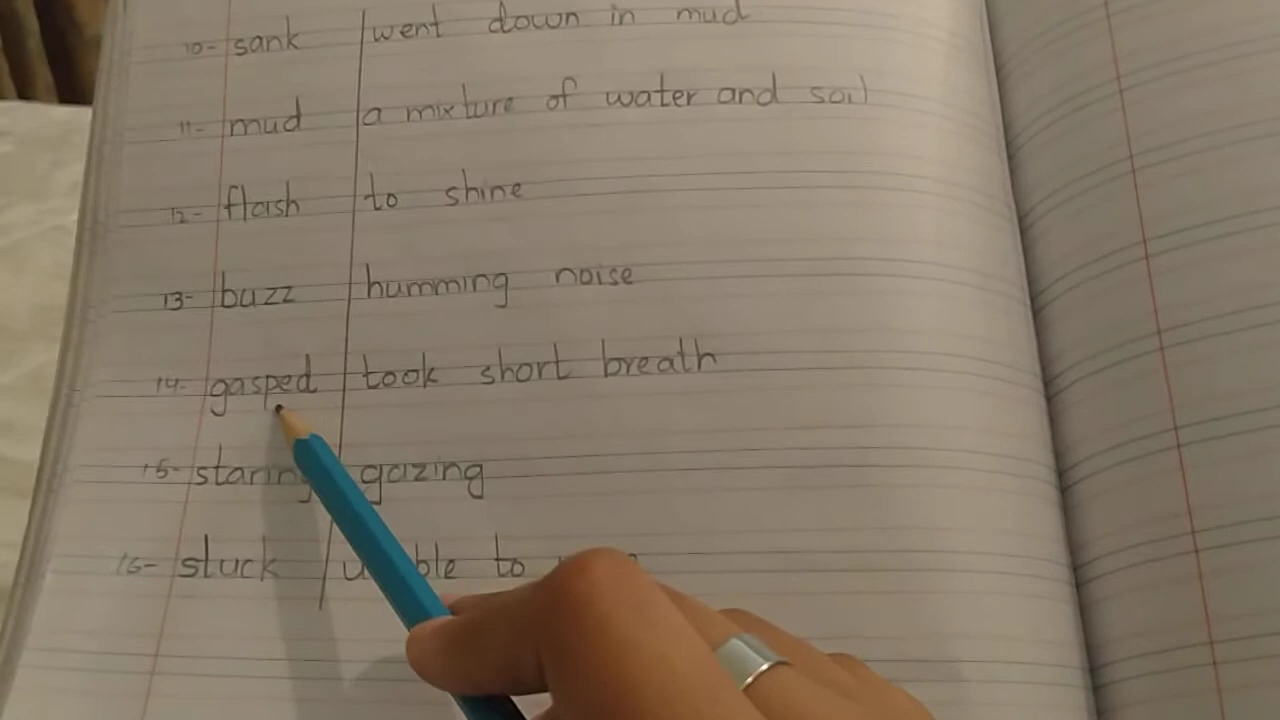 10- sank went down in mud
11- mud a mixture of water and soil
12- flash to shine
13- buzz humming noise
14- gasped took short breath
15- staring gazing
16- stuck to